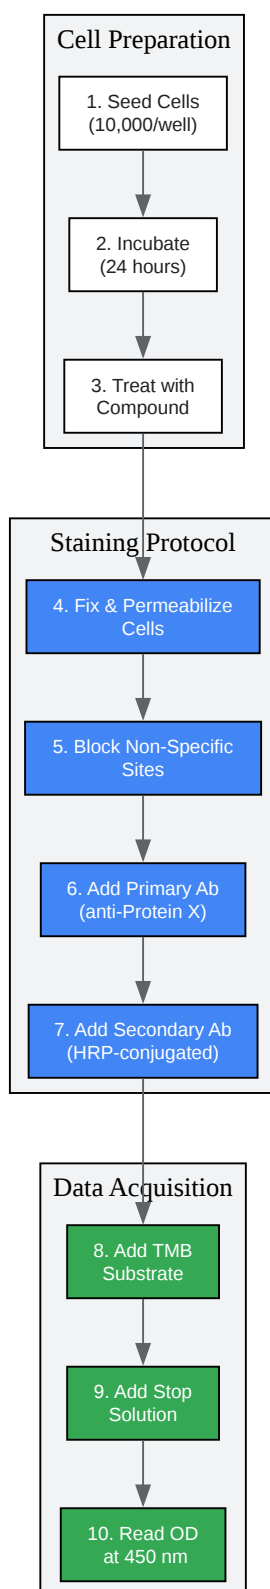 Cell Preparation
1. Seed Cells
(10,000/well)
2. Incubate
(24 hours)
3. Treat with
Compound
Staining Protocol
4. Fix & Permeabilize
Cells
5. Block Non-Specific
Sites
6. Add Primary Ab
(anti-Protein X)
7. Add Secondary Ab
(HRP-conjugated)
Data Acquisition
8. Add TMB
Substrate
9. Add Stop
Solution
10. Read OD
at 450 nm